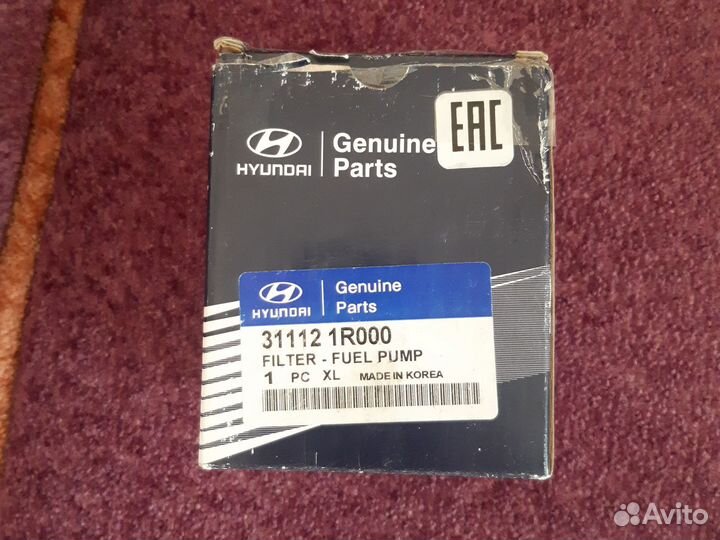 HYUNDAI
Genuine
Parts
EAC
HYUNDAI
Genuine
Parts
31112 1R000
FILTER - FUEL PUMP
1 PC XL MADE IN KOREA
Avito